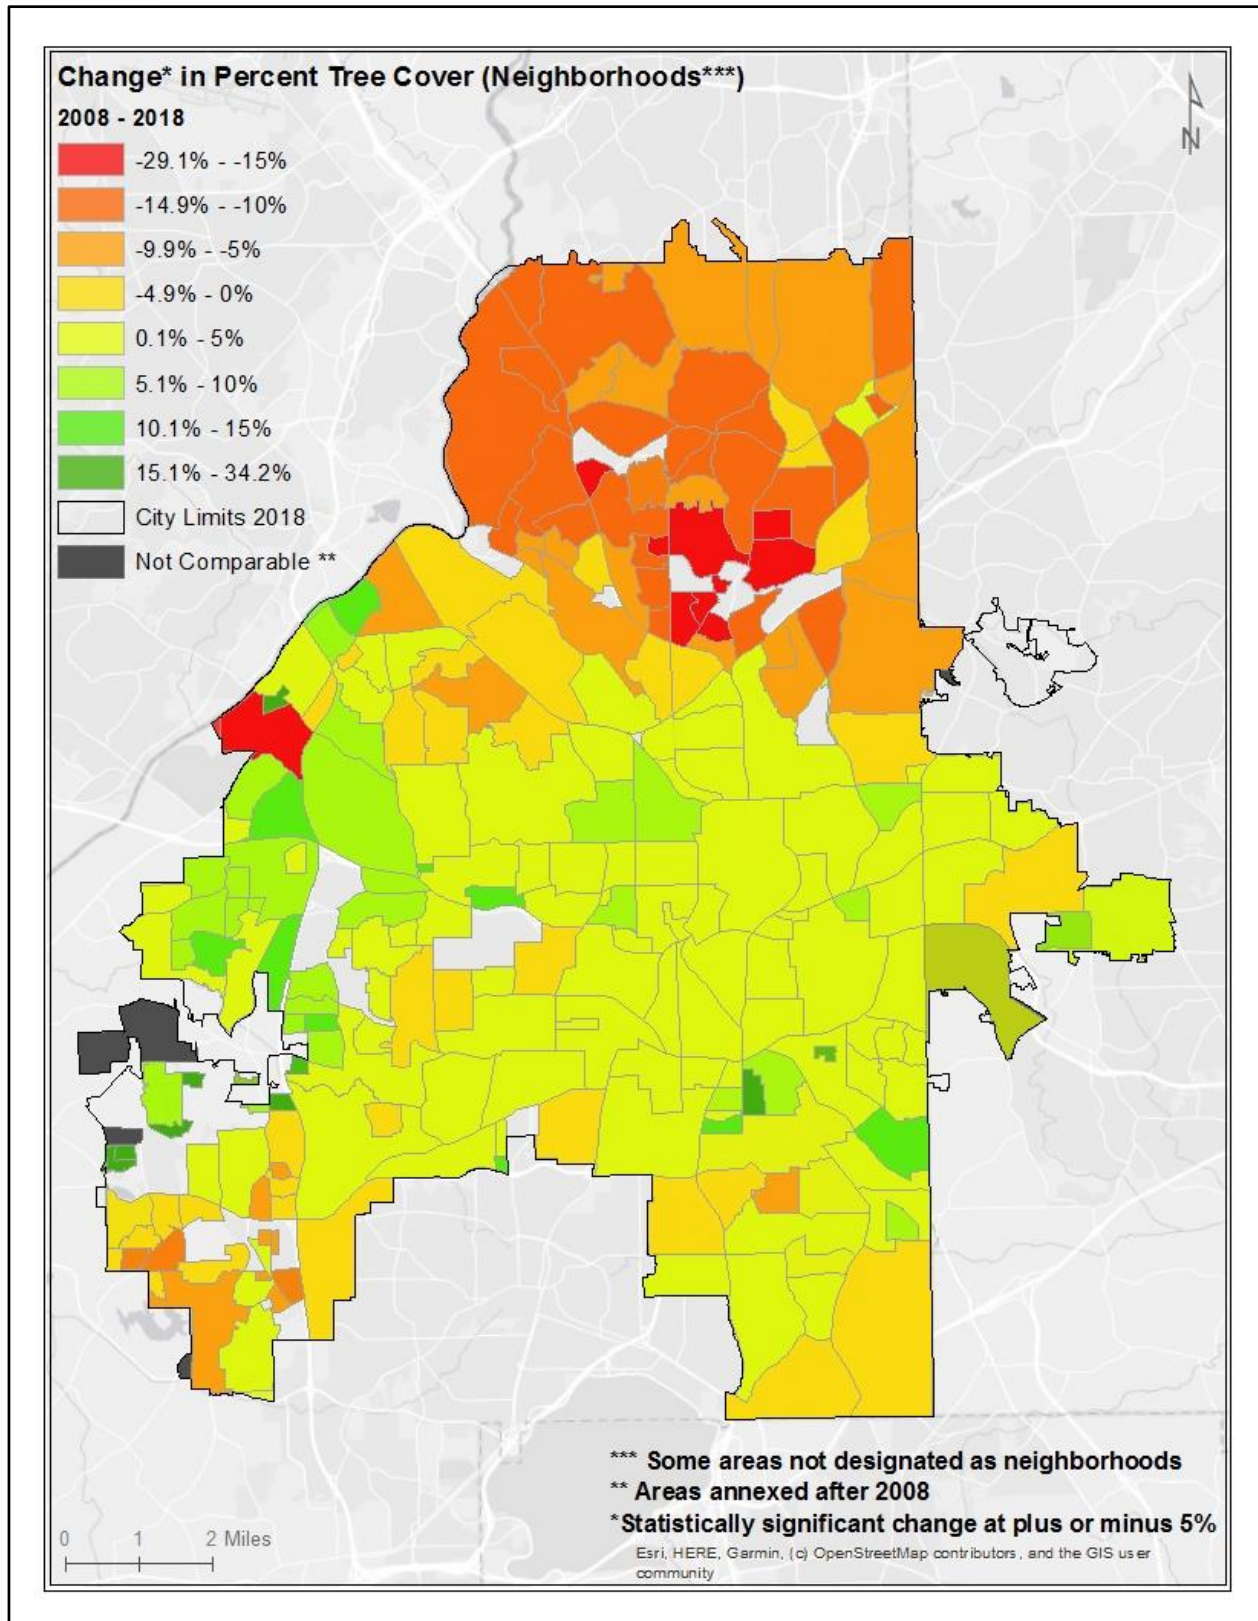 Change* in Percent Tree Cover (Neighborhoods***)
2008 - 2018
-29.1% - -15%
-14.9% - -10%
-9.9% - -5%
-4.9% - 0%
0.1% - 5%
5.1% - 10%
10.1% - 15%
15.1% - 34.2%
City Limits 2018
Not Comparable **
N
*** Some areas not designated as neighborhoods
** Areas annexed after 2008
*Statistically significant change at plus or minus 5%
Esri, HERE, Garmin, (c) OpenStreetMap contributors, and the GIS user
community
0 1 2 Miles